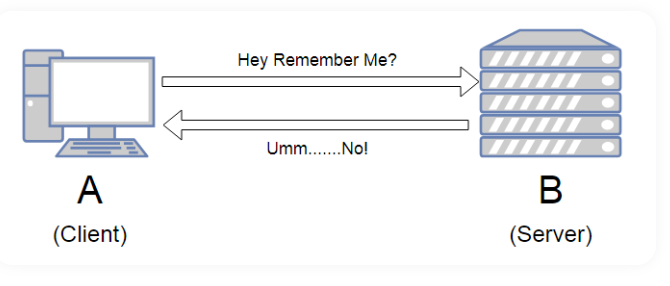 Hey Remember Me?
Umm.......No!
A
B
(Client)
(Server)